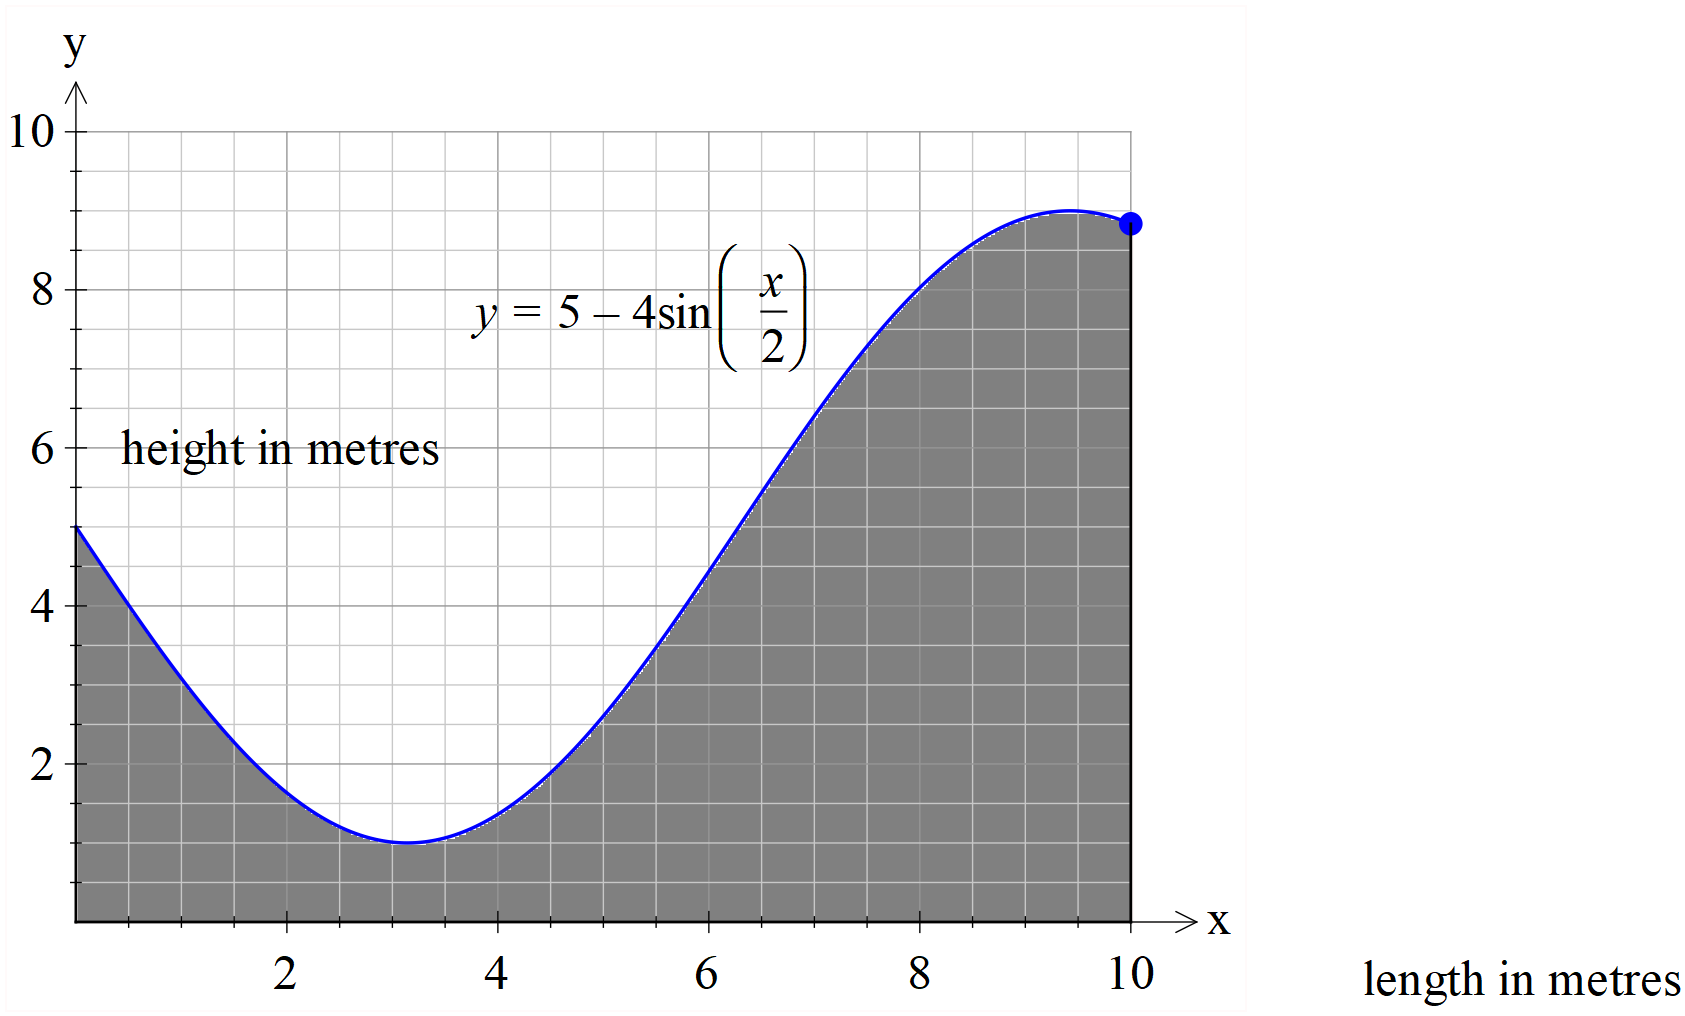 y
10
8
y = 5 – 4sin(x/2)
6
height in metres
4
2
x
2 4 6 8 10
length in metres